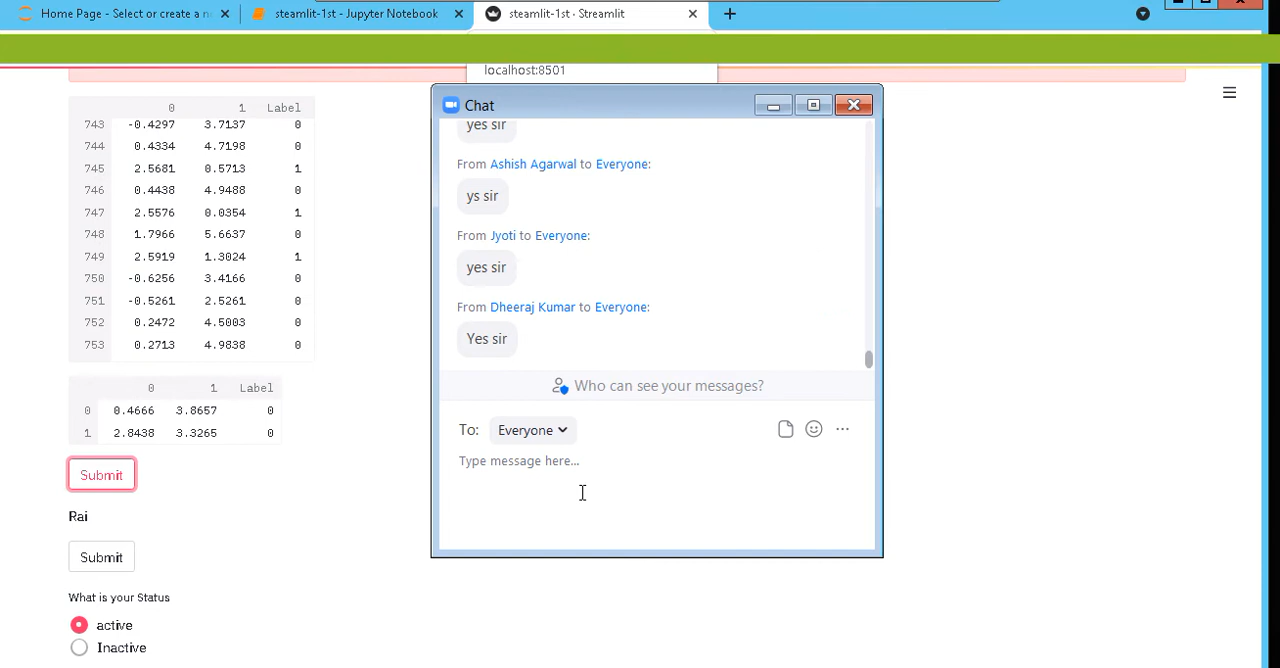 Home Page - Select or create a n
steamlit-1st - Jupyter Notebook
steamlit-1st · Streamlit
localhost:8501
0 1 Label
743 -0.4297 3.7137 0
744 0.4334 4.7198 0
745 2.5681 0.5713 1
746 0.4438 4.9488 0
747 2.5576 0.0354 1
748 1.7966 5.6637 0
749 2.5919 1.3024 1
750 -0.6256 3.4166 0
751 -0.5261 2.5261 0
752 0.2472 4.5003 0
753 0.2713 4.9838 0
0 1 Label
0 0.4666 3.8657 0
1 2.8438 3.3265 0
Submit
Rai
Submit
What is your Status
active
Inactive
Chat
yes sir
From Ashish Agarwal to Everyone:
ys sir
From Jyoti to Everyone:
yes sir
From Dheeraj Kumar to Everyone:
Yes sir
Who can see your messages?
To: Everyone
Type message here...